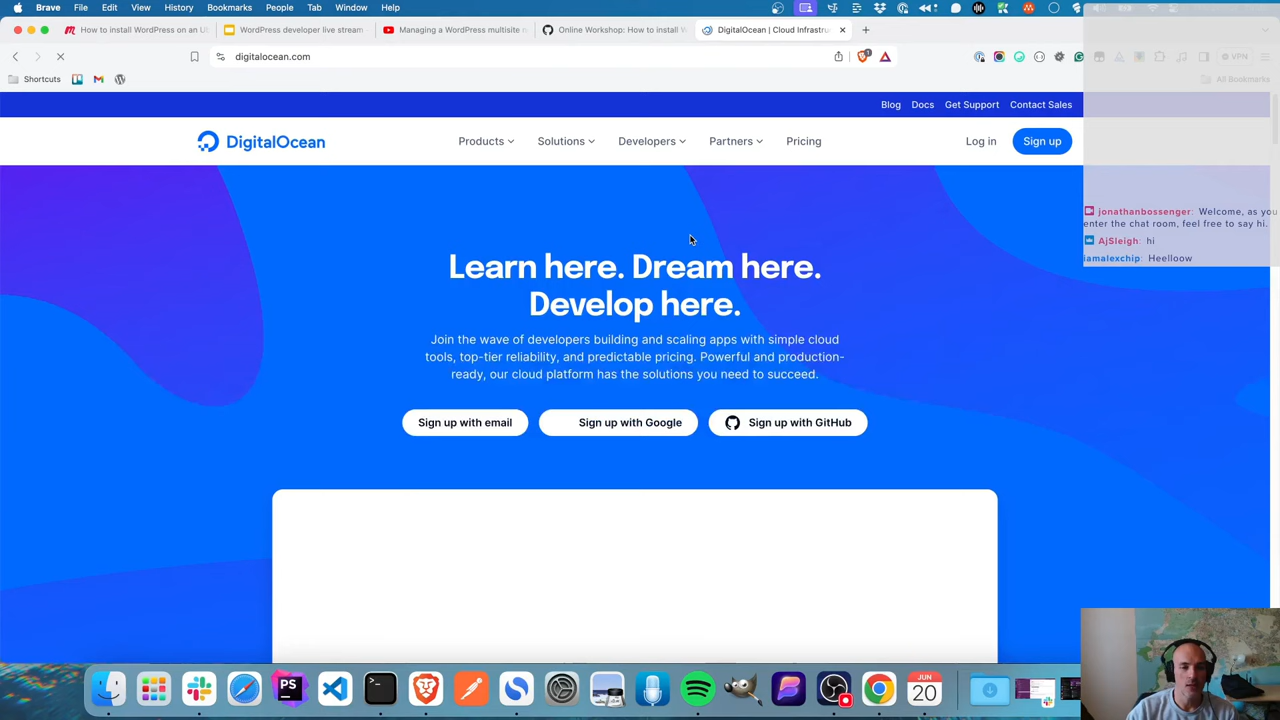 Brave File Edit View History Bookmarks People Tab Window Help
How to install WordPress on an U
WordPress developer live stream
Managing a WordPress multisite n
Online Workshop: How to install W
DigitalOcean | Cloud Infrastru
digitalocean.com
1
VPN
Shortcuts
All Bookmarks
Blog Docs Get Support Contact Sales
DigitalOcean
Products Solutions Developers Partners Pricing
Log in Sign up
jonathanbossenger: Welcome, as you
enter the chat room, feel free to say hi.
AjSleigh: hi
iamalexchip: Heelloow
Learn here. Dream here.
Develop here.
Join the wave of developers building and scaling apps with simple cloud
tools, top-tier reliability, and predictable pricing. Powerful and production-
ready, our cloud platform has the solutions you need to succeed.
Sign up with email Sign up with Google Sign up with GitHub
PS
JUN
20